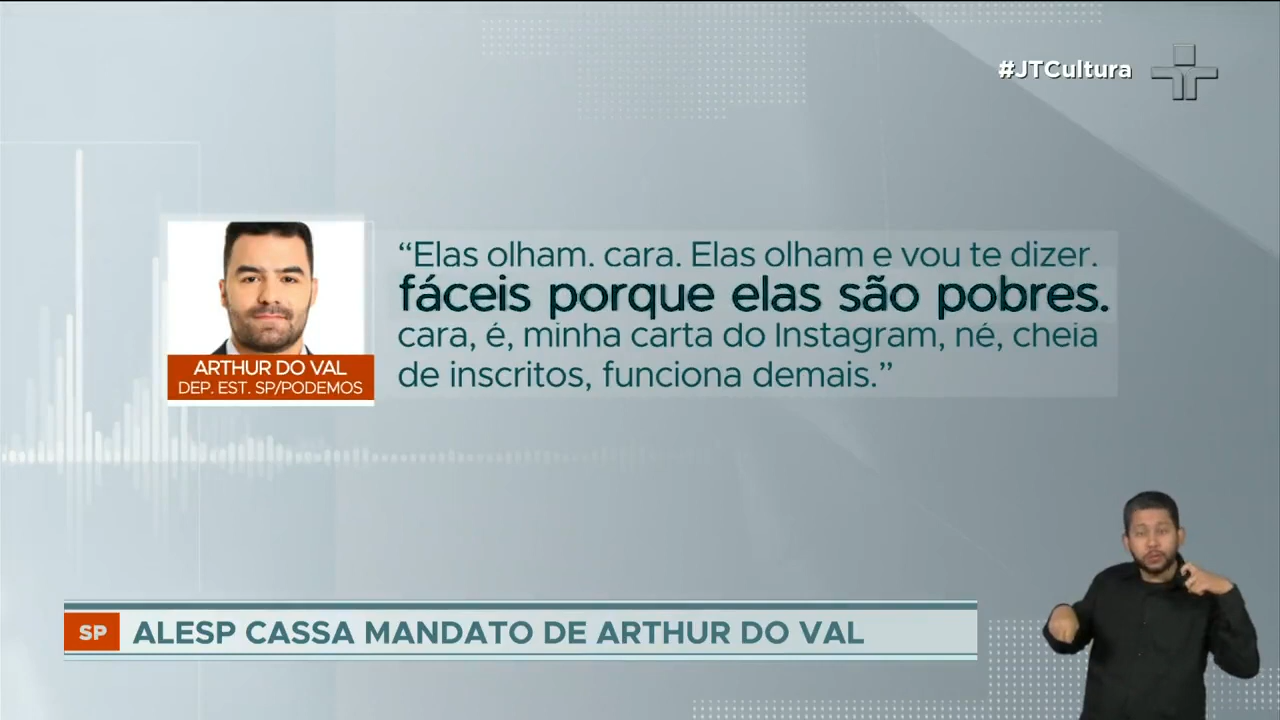 #JTCultura
“Elas olham. cara. Elas olham e vou te dizer.
fáceis porque elas são pobres.
cara, é, minha carta do Instagram, né, cheia
de inscritos, funciona demais.”
ARTHUR DO VAL
DEP. EST. SP/PODEMOS
SP ALESP CASSA MANDATO DE ARTHUR DO VAL